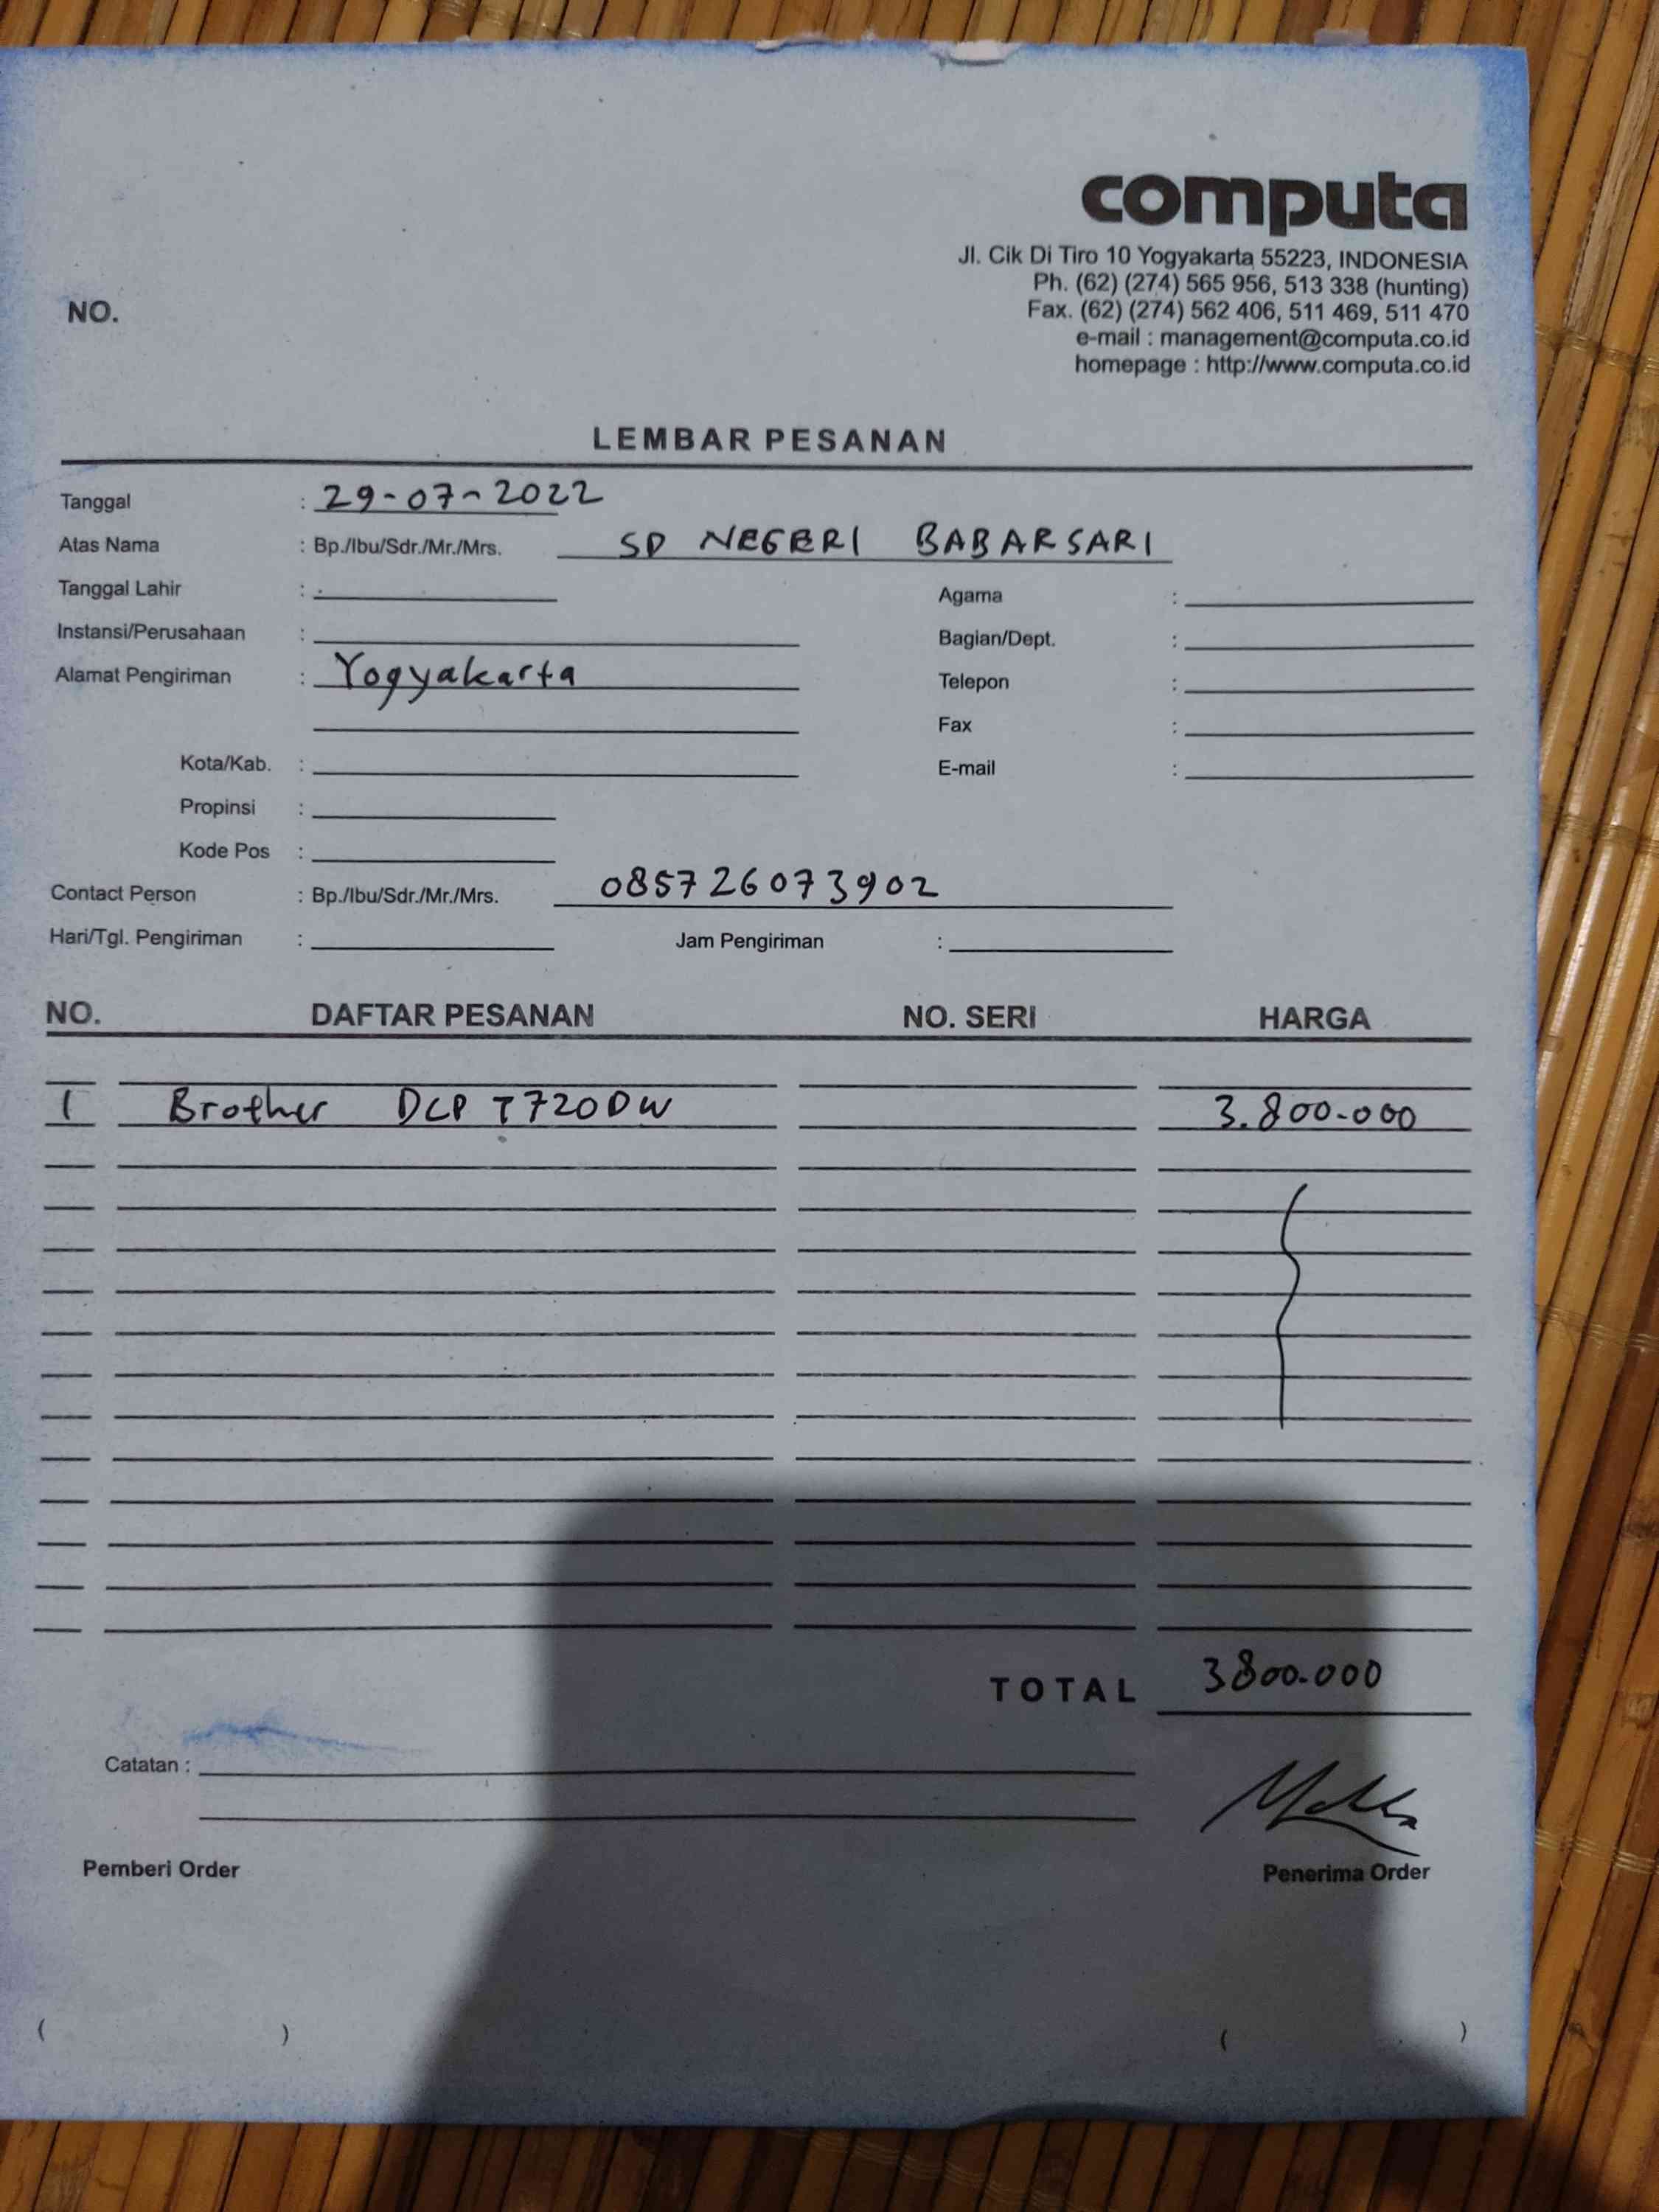 computa
Jl. Cik Di Tiro 10 Yogyakarta 55223, INDONESIA
Ph. (62) (274) 565 956, 513 338 (hunting)
Fax. (62) (274) 562 406, 511 469, 511 470
e-mail : management@computa.co.id
homepage : http://www.computa.co.id
NO.
LEMBAR PESANAN
Tanggal : 29-07-2022
Atas Nama : Bp./Ibu/Sdr./Mr./Mrs. SD NEGERI BABARSARI
Tanggal Lahir : Agama :
Instansi/Perusahaan : Bagian/Dept. :
Alamat Pengiriman : Yogyakarta Telepon :
Fax :
Kota/Kab. : E-mail :
Propinsi :
Kode Pos :
Contact Person : Bp./Ibu/Sdr./Mr./Mrs. 085726073902
Hari/Tgl. Pengiriman : Jam Pengiriman :
NO. DAFTAR PESANAN NO. SERI HARGA
1 Brother DCP T720DW 3.800.000
TOTAL 3800.000
Catatan :
Pemberi Order Penerima Order
( ) ( )